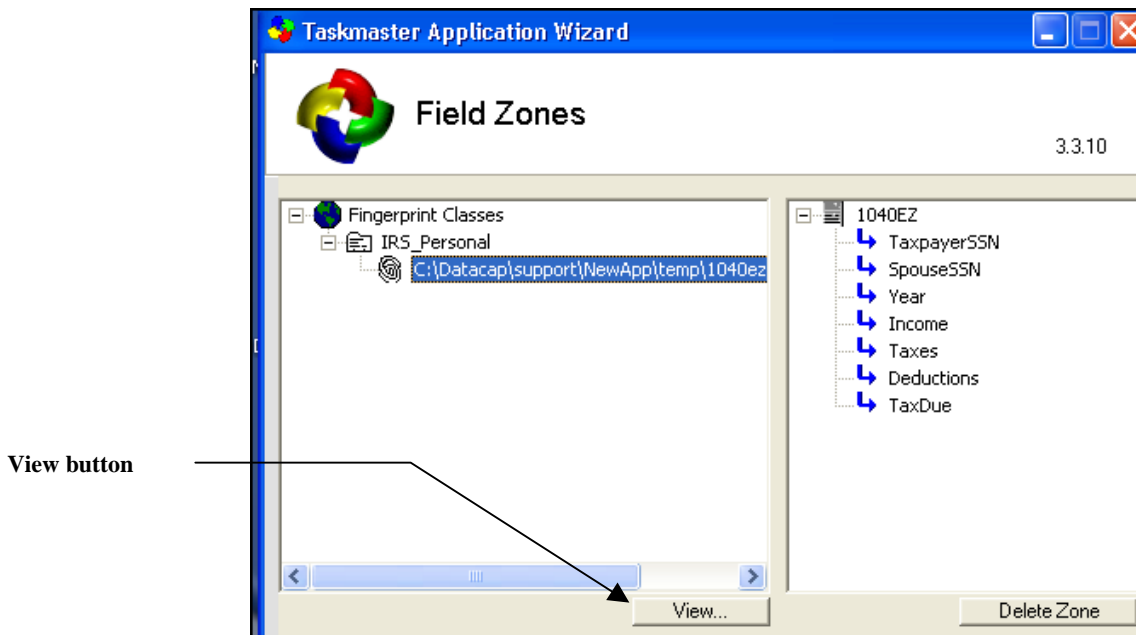 Taskmaster Application Wizard
Field Zones
3.3.10
Fingerprint Classes
IRS_Personal
C:\Datacap\support\NewApp\temp\1040ez
1040EZ
TaxpayerSSN
SpouseSSN
Year
Income
Taxes
Deductions
TaxDue
View button
View...
Delete Zone